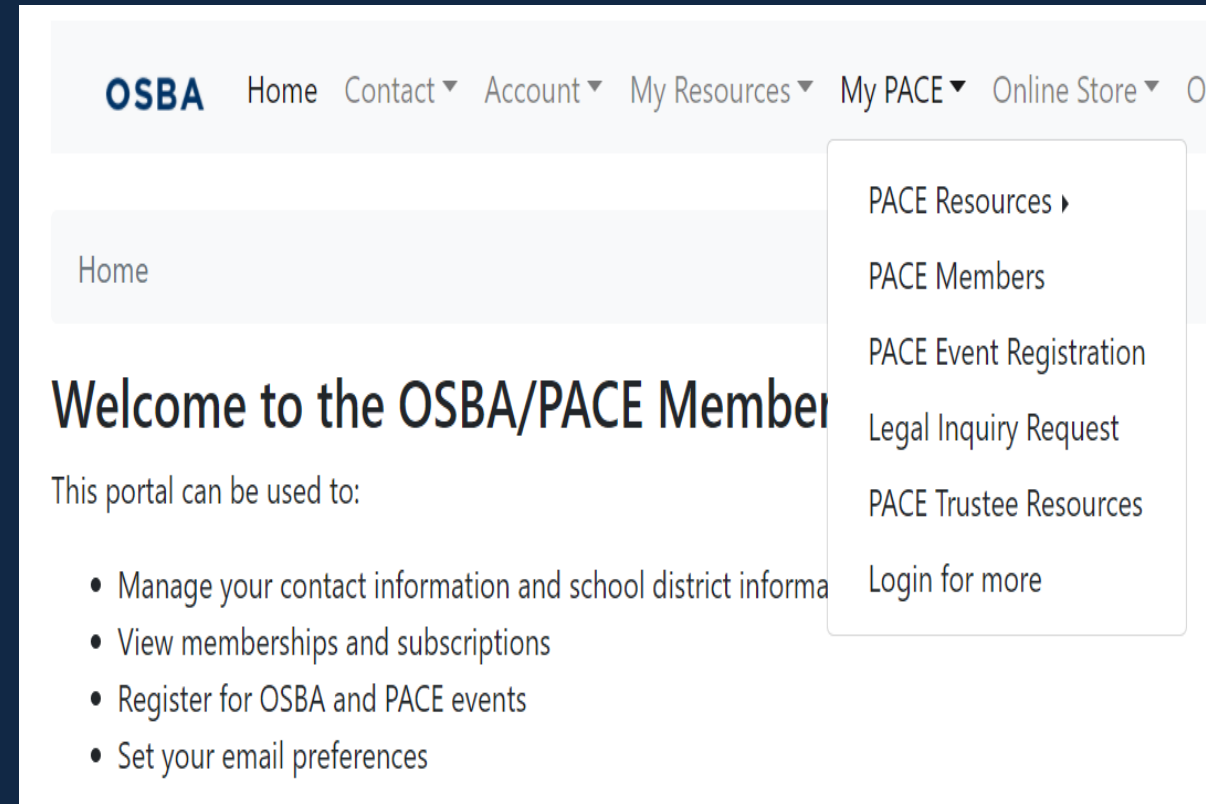 OSBA Home Contact Account My Resources My PACE Online Store
PACE Resources
PACE Members
PACE Event Registration
Legal Inquiry Request
PACE Trustee Resources
Login for more
Home
Welcome to the OSBA/PACE Member
This portal can be used to:
• Manage your contact information and school district informa
• View memberships and subscriptions
• Register for OSBA and PACE events
• Set your email preferences